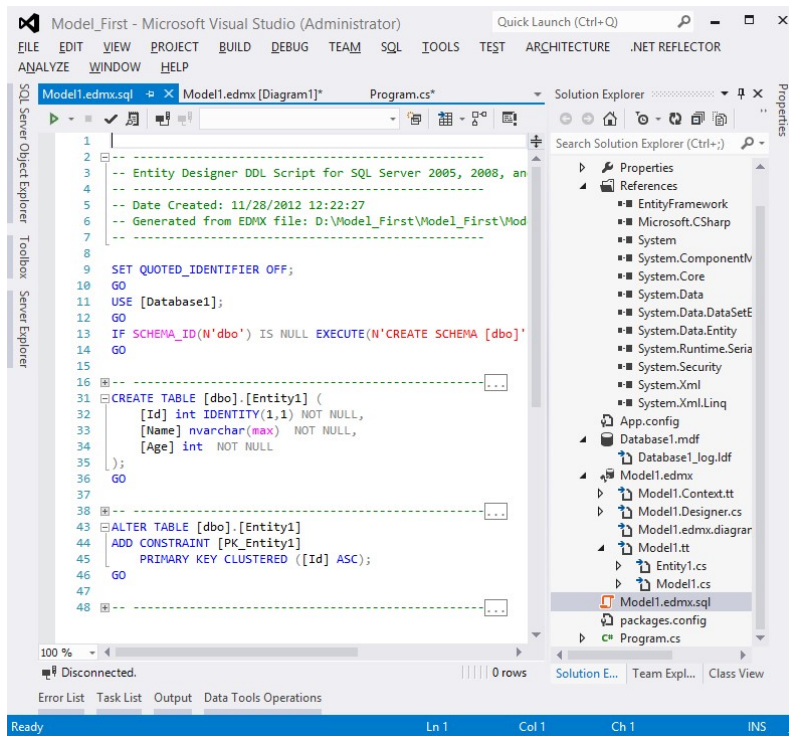 Model_First - Microsoft Visual Studio (Administrator)
Quick Launch (Ctrl+Q)
FILE EDIT VIEW PROJECT BUILD DEBUG TEAM SQL TOOLS TEST ARCHITECTURE .NET REFLECTOR
ANALYZE WINDOW HELP
SQL Server Object Explorer
Toolbox
Server Explorer
Model1.edmx.sql Model1.edmx [Diagram1]* Program.cs*
1
2 -- --------------------------------------------------
3 -- Entity Designer DDL Script for SQL Server 2005, 2008, an
4 -- --------------------------------------------------
5 -- Date Created: 11/28/2012 12:22:27
6 -- Generated from EDMX file: D:\Model_First\Model_First\Mod
7 -- --------------------------------------------------
8
9 SET QUOTED_IDENTIFIER OFF;
10 GO
11 USE [Database1];
12 GO
13 IF SCHEMA_ID(N'dbo') IS NULL EXECUTE(N'CREATE SCHEMA [dbo]'
14 GO
15
16 -- --------------------------------------------------...
31 CREATE TABLE [dbo].[Entity1] (
32 [Id] int IDENTITY(1,1) NOT NULL,
33 [Name] nvarchar(max) NOT NULL,
34 [Age] int NOT NULL
35 );
36 GO
37
38 -- --------------------------------------------------...
43 ALTER TABLE [dbo].[Entity1]
44 ADD CONSTRAINT [PK_Entity1]
45 PRIMARY KEY CLUSTERED ([Id] ASC);
46 GO
47
48 -- --------------------------------------------------...
100 %
Disconnected. 0 rows
Error List Task List Output Data Tools Operations
Solution Explorer
Search Solution Explorer (Ctrl+;)
Properties
References
EntityFramework
Microsoft.CSharp
System
System.ComponentM
System.Core
System.Data
System.Data.DataSetE
System.Data.Entity
System.Runtime.Seria
System.Security
System.Xml
System.Xml.Linq
App.config
Database1.mdf
Database1_log.ldf
Model1.edmx
Model1.Context.tt
Model1.Designer.cs
Model1.edmx.diagran
Model1.tt
Entity1.cs
Model1.cs
Model1.edmx.sql
packages.config
C# Program.cs
Solution E... Team Expl... Class View
Properties
Ready Ln 1 Col 1 Ch 1 INS